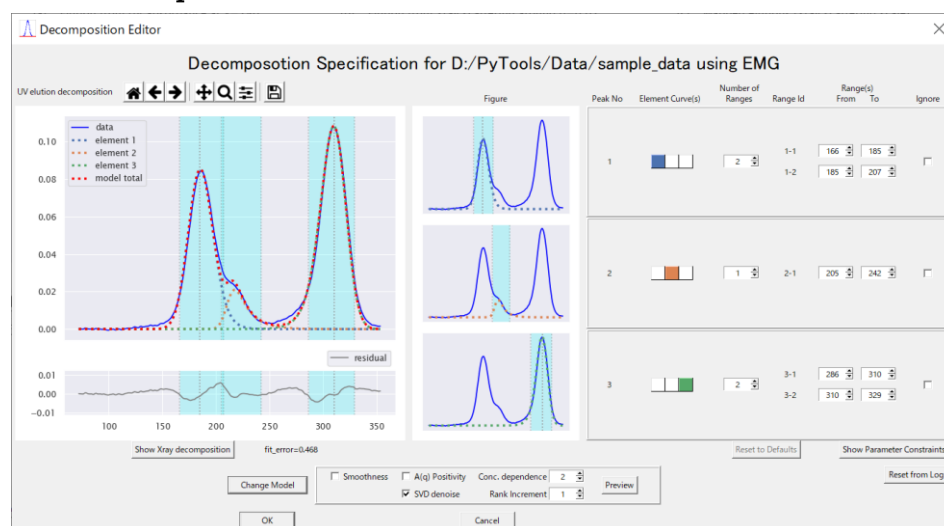 Decomposition Editor
Decomposotion Specification for D:/PyTools/Data/sample_data using EMG
UV elution decomposition
Figure
Peak No Element Curve(s) Number of Ranges Range Id Range(s) From To Ignore
data
element 1
element 2
element 3
model total
0.10
0.08
0.06
0.04
0.02
0.00
residual
0.01
0.00
−0.01
100 150 200 250 300 350
1 2 1-1 166 185
1-2 185 207
2 1 2-1 205 242
3 2 3-1 286 310
3-2 310 329
Show Xray decomposition fit_error=0.468 Reset to Defaults Show Parameter Constraints
Reset from Log
Change Model Smoothness A(q) Positivity Conc. dependence 2 Preview
SVD denoise Rank Increment 1
OK Cancel